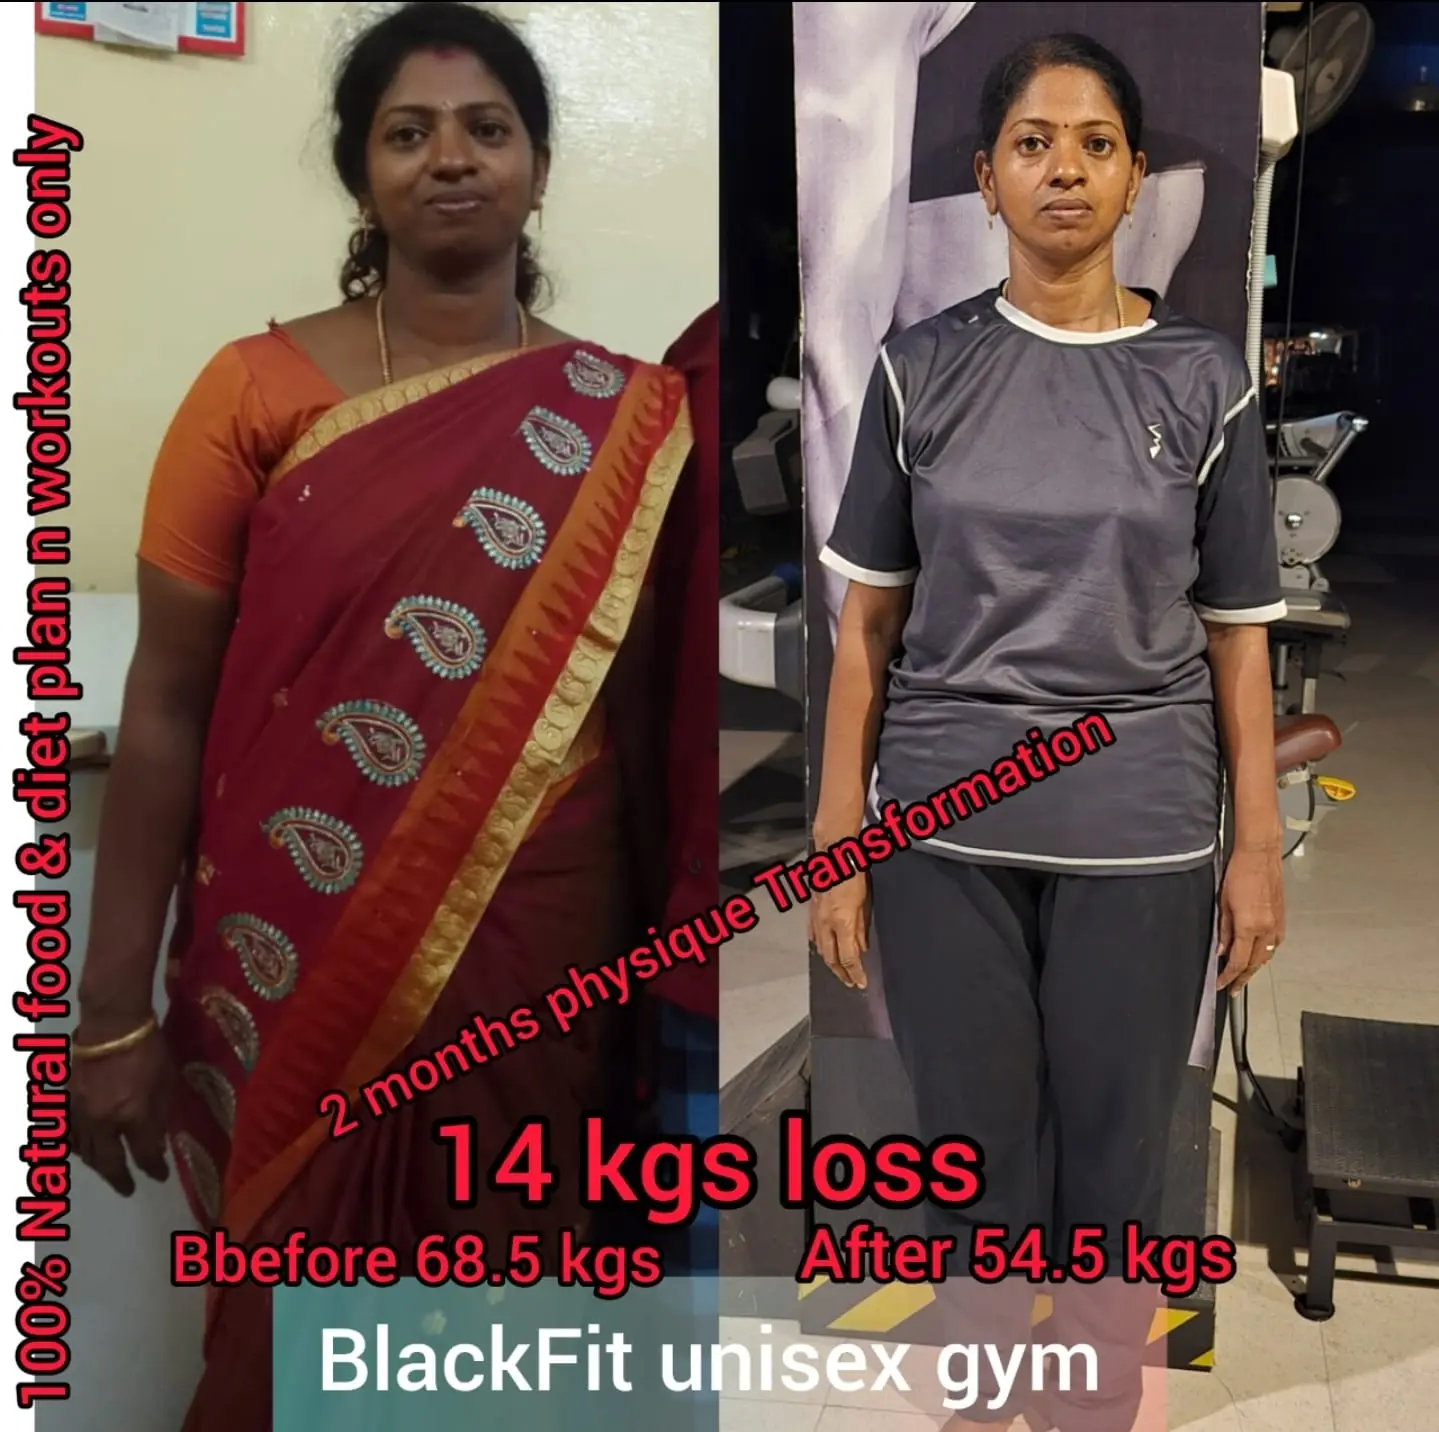 100% Natural food & diet plan n workouts only
2 months physique Transformation
14 kgs loss
Bbefore 68.5 kgs
After 54.5 kgs
BlackFit unisex gym